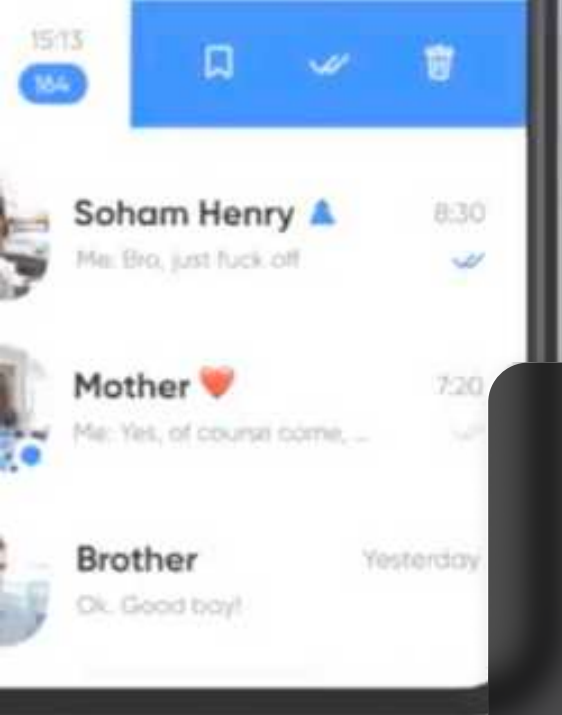 15:13
164
Soham Henry 8:30
Me: Bro, just fuck off
Mother ❤️ 7:20
Me: Yes, of course come, ...
Brother Yesterday
Ok. Good boy!